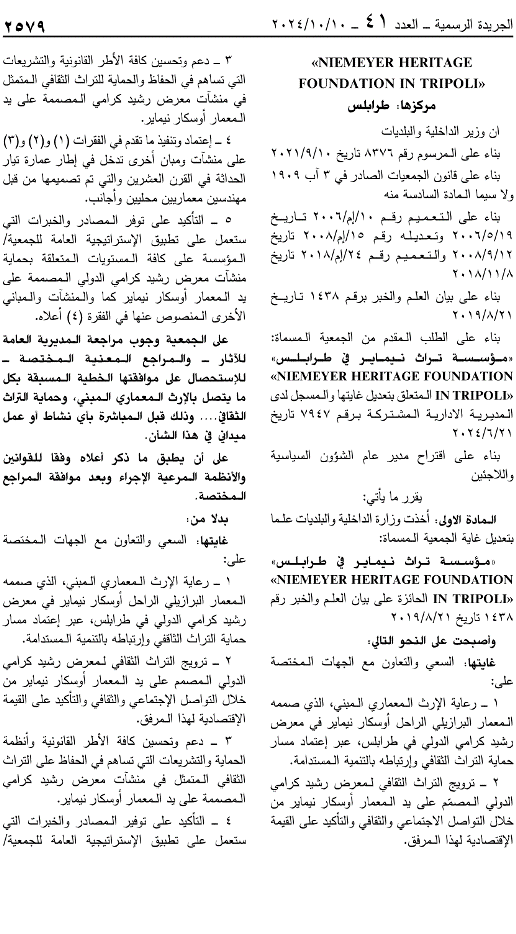 الجريدة الرسمية ــ العدد ٤١ ــ ٢٠٢٤/١٠/١٠
٢٥٧٩
«NIEMEYER HERITAGE
FOUNDATION IN TRIPOLI»
مركزها: طرابلس
ان وزير الداخلية والبلديات
بناء على المرسوم رقم ٨٣٧٦ تاريخ ٢٠٢١/٩/١٠
بناء على قانون الجمعيات الصادر في ٣ آب ١٩٠٩
ولا سيما المادة السادسة منه
بناء على التعميم رقم ١٠/إم/٢٠٠٦ تاريخ
٢٠٠٦/٥/١٩ وتعديله رقم ١٥/إم/٢٠٠٨ تاريخ
٢٠٠٨/٩/١٢ والتعميم رقم ٢٤/إم/٢٠١٨ تاريخ
٢٠١٨/١١/٨
بناء على بيان العلم والخبر برقم ١٤٣٨ تاريخ
٢٠١٩/٨/٢١
بناء على الطلب المقدم من الجمعية المسماة:
«مؤسسة تراث نيماير في طرابلس»
«NIEMEYER HERITAGE FOUNDATION
IN TRIPOLI» المتعلق بتعديل غايتها والمسجل لدى
المديرية الادارية المشتركة برقم ٧٩٤٧ تاريخ
٢٠٢٤/٦/٢١
بناء على اقتراح مدير عام الشؤون السياسية
واللاجئين
يقرر ما يأتي:
المادة الاولى: أخذت وزارة الداخلية والبلديات علما
بتعديل غاية الجمعية المسماة:
«مؤسسة تراث نيماير في طرابلس»
«NIEMEYER HERITAGE FOUNDATION
IN TRIPOLI» الحائزة على بيان العلم والخبر رقم
١٤٣٨ تاريخ ٢٠١٩/٨/٢١
وأصبحت على النحو التالي:
غايتها: السعي والتعاون مع الجهات المختصة
على:
١ ــ رعاية الإرث المعماري المبني، الذي صممه
المعمار البرازيلي الراحل أوسكار نيماير في معرض
رشيد كرامي الدولي في طرابلس، عبر إعتماد مسار
حماية التراث الثقافي وإرتباطه بالتنمية المستدامة.
٢ ــ ترويج التراث الثقافي لمعرض رشيد كرامي
الدولي المصمم على يد المعمار أوسكار نيماير من
خلال التواصل الاجتماعي والثقافي والتأكيد على القيمة
الإقتصادية لهذا المرفق.
٣ ــ دعم وتحسين كافة الأطر القانونية والتشريعات
التي تساهم في الحفاظ والحماية للتراث الثقافي المتمثل
في منشآت معرض رشيد كرامي المصممة على يد
المعمار أوسكار نيماير.
٤ ــ إعتماد وتنفيذ ما تقدم في الفقرات (١) و(٢) و(٣)
على منشآت ومبان أخرى تدخل في إطار عمارة تيار
الحداثة في القرن العشرين والتي تم تصميمها من قبل
مهندسين معماريين محليين وأجانب.
٥ ــ التأكيد على توفر المصادر والخبرات التي
ستعمل على تطبيق الإستراتيجية العامة للجمعية/
المؤسسة على كافة المستويات المتعلقة بحماية
منشآت معرض رشيد كرامي الدولي المصممة على
يد المعمار أوسكار نيماير كما والمنشآت والمباني
الأخرى المنصوص عنها في الفقرة (٤) أعلاه.
على الجمعية وجوب مراجعة المديرية العامة
للآثار ــ والمراجع المعنية المختصة ــ
للإستحصال على موافقتها الخطية المسبقة بكل
ما يتصل بالإرث المعماري المبني، وحماية التراث
الثقافي.... وذلك قبل المباشرة بأي نشاط أو عمل
ميداني في هذا الشأن.
على أن يطبق ما ذكر أعلاه وفقا للقوانين
والأنظمة المرعية الإجراء وبعد موافقة المراجع
المختصة.
بدلا من:
غايتها: السعي والتعاون مع الجهات المختصة
على:
١ ــ رعاية الإرث المعماري المبني، الذي صممه
المعمار البرازيلي الراحل أوسكار نيماير في معرض
رشيد كرامي الدولي في طرابلس، عبر إعتماد مسار
حماية التراث الثاقفي وإرتباطه بالتنمية المستدامة.
٢ ــ ترويج التراث الثقافي لمعرض رشيد كرامي
الدولي المصمم على يد المعمار أوسكار نيماير من
خلال التواصل الإجتماعي والثقافي والتأكيد على القيمة
الإقتصادية لهذا المرفق.
٣ ــ دعم وتحسين كافة الأطر القانونية وأنظمة
الحماية والتشريعات التي تساهم في الحفاظ على التراث
الثقافي المتمثل في منشآت معرض رشيد كرامي
المصممة على يد المعمار أوسكار نيماير.
٤ ــ التأكيد على توفير المصادر والخبرات التي
ستعمل على تطبيق الإستراتيجية العامة للجمعية/